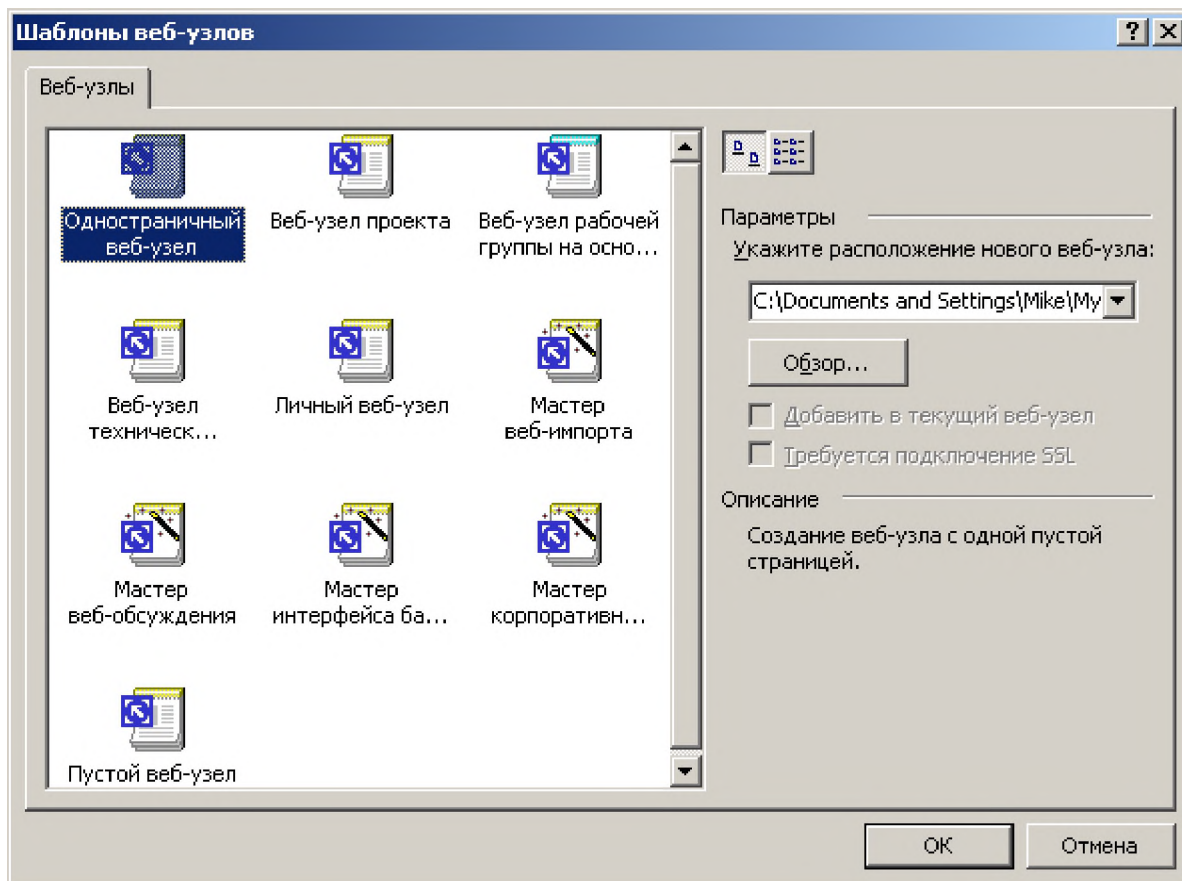 Шаблоны веб-узлов
Веб-узлы
Одностраничный
веб-узел
Веб-узел проекта
Веб-узел рабочей
группы на осно...
Веб-узел
техническ...
Личный веб-узел
Мастер
веб-импорта
Мастер
веб-обсуждения
Мастер
интерфейса ба...
Мастер
корпоративн...
Пустой веб-узел
Параметры
Укажите расположение нового веб-узла:
C:\Documents and Settings\Mike\My
Обзор...
Добавить в текущий веб-узел
Требуется подключение SSL
Описание
Создание веб-узла с одной пустой
страницей.
ОК
Отмена